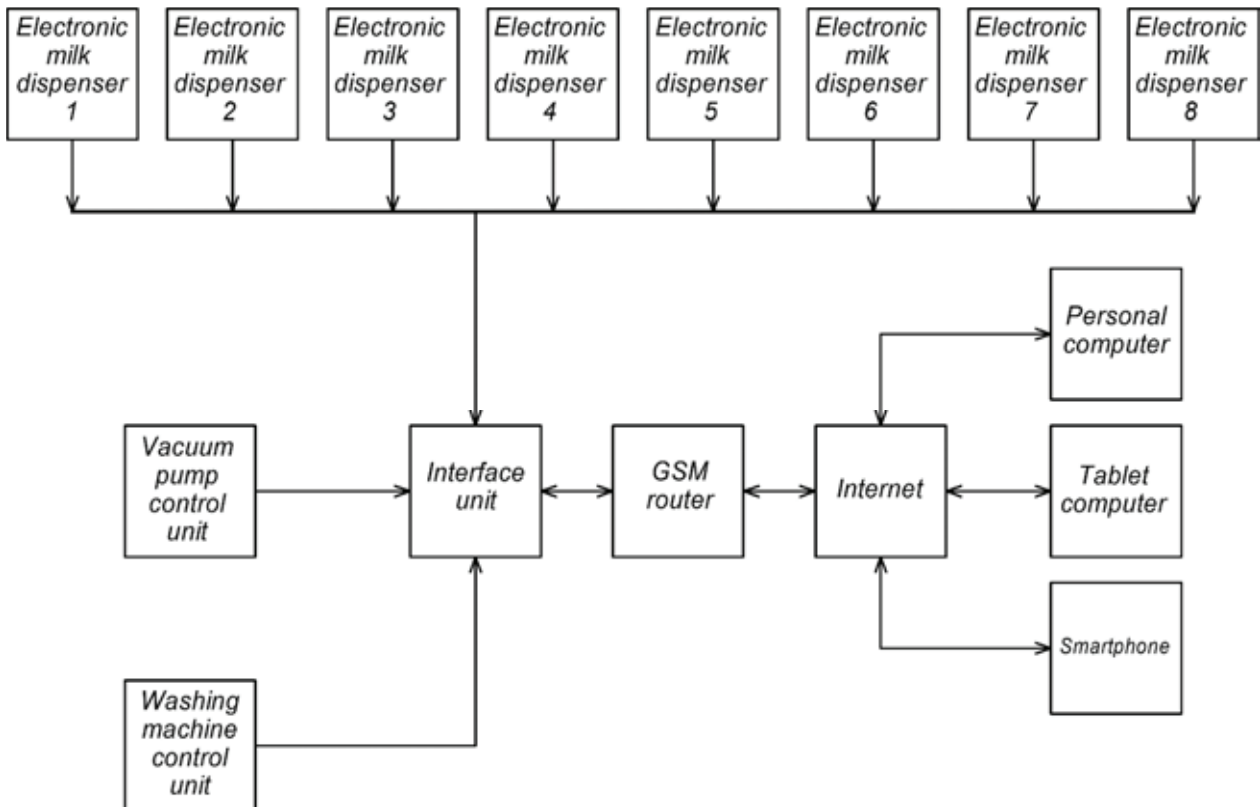 Electronic
milk
dispenser
1
Electronic
milk
dispenser
2
Electronic
milk
dispenser
3
Electronic
milk
dispenser
4
Electronic
milk
dispenser
5
Electronic
milk
dispenser
6
Electronic
milk
dispenser
7
Electronic
milk
dispenser
8
Personal
computer
Vacuum
pump
control
unit
Interface
unit
GSM
router
Internet
Tablet
computer
Smartphone
Washing
machine
control
unit